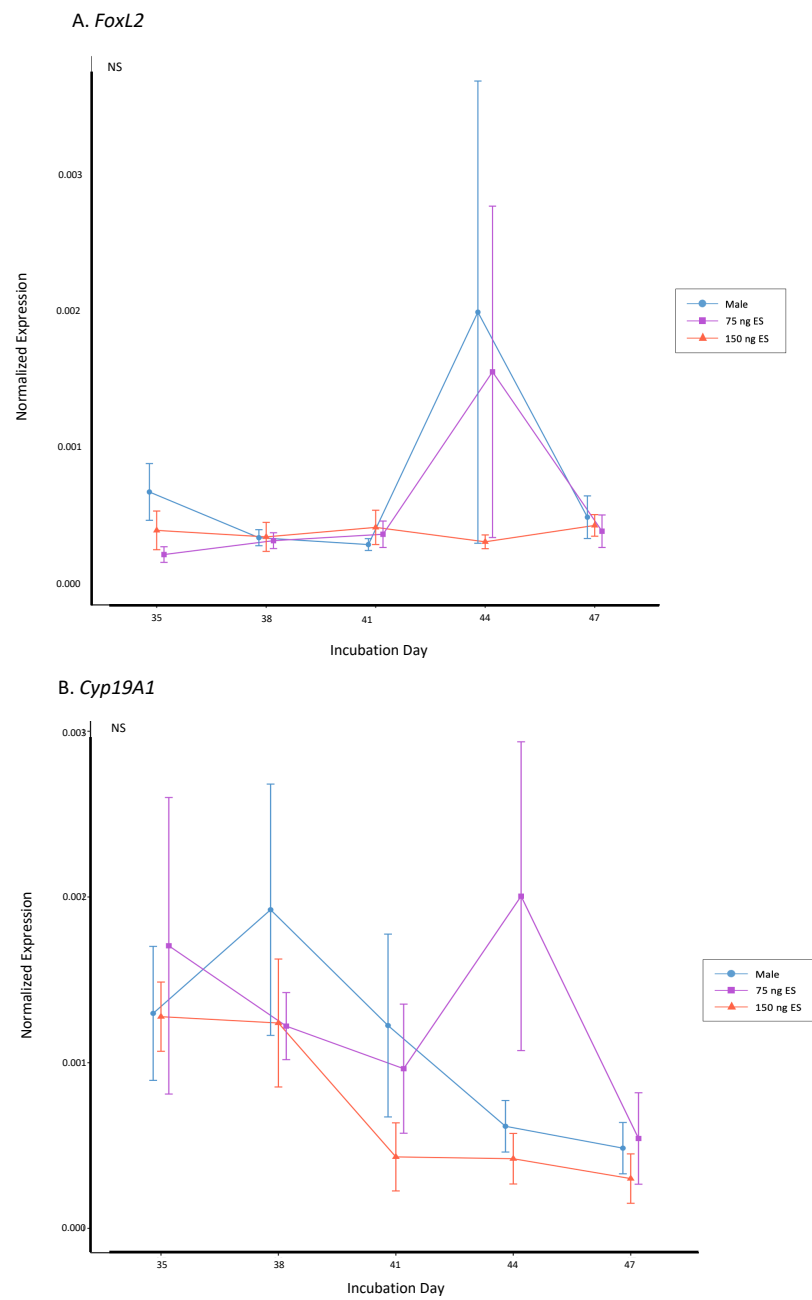 A. FoxL2
NS
0.003
0.002
0.001
0.000
Normalized Expression
Male
75 ng ES
150 ng ES
35 38 41 44 47
Incubation Day
B. Cyp19A1
NS
0.003
0.002
0.001
0.000
Normalized Expression
Male
75 ng ES
150 ng ES
35 38 41 44 47
Incubation Day